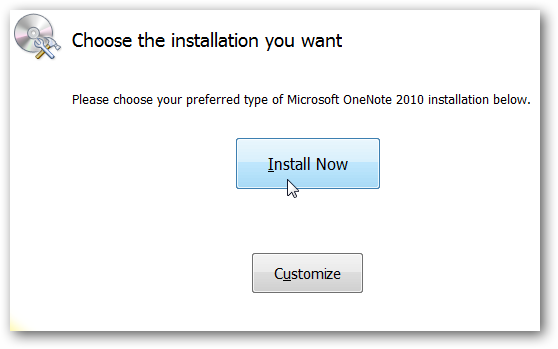 Choose the installation you want
Please choose your preferred type of Microsoft OneNote 2010 installation below.
Install Now
Customize